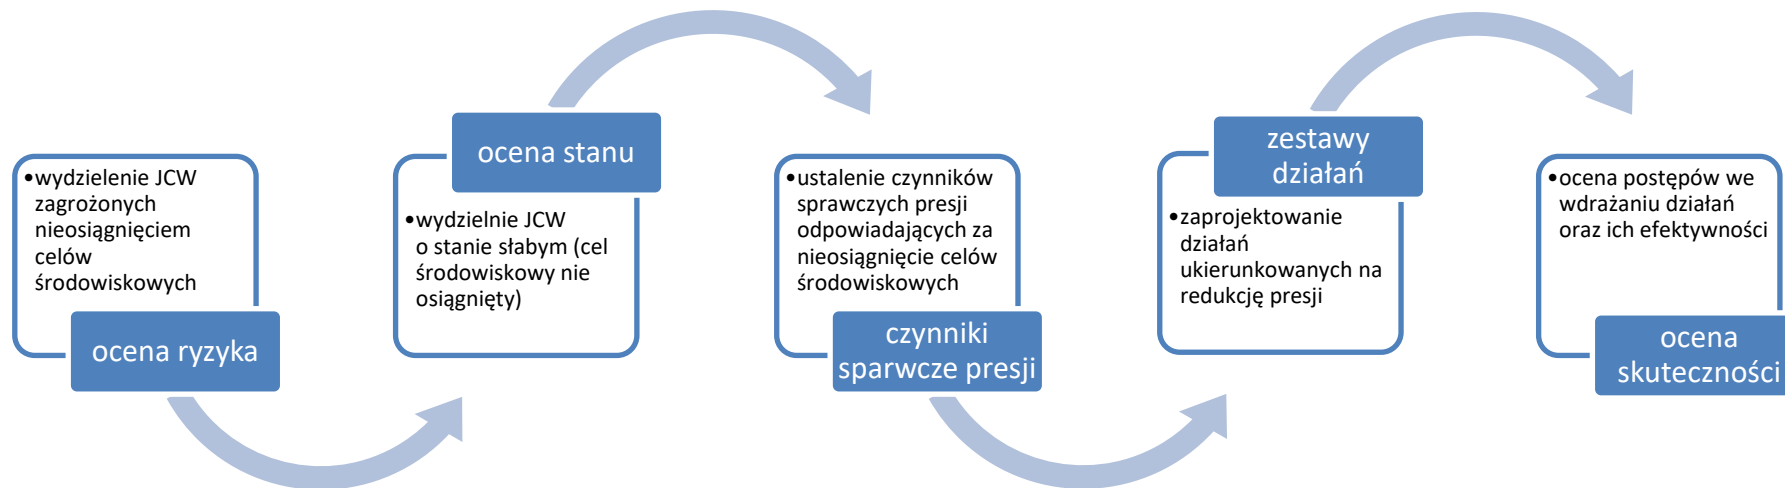 •wydzielenie JCW
zagrożonych
nieosiągnięciem
celów
środowiskowych
ocena ryzyka
ocena stanu
•wydzielnie JCW
o stanie słabym (cel
środowiskowy nie
osiągnięty)
•ustalenie czynników
sprawczych presji
odpowiadających za
nieosiągnięcie celów
środowiskowych
czynniki
sparwcze presji
zestawy
działań
•zaprojektowanie
działań
ukierunkowanych na
redukcję presji
•ocena postępów we
wdrażaniu działań
oraz ich efektywności
ocena
skuteczności